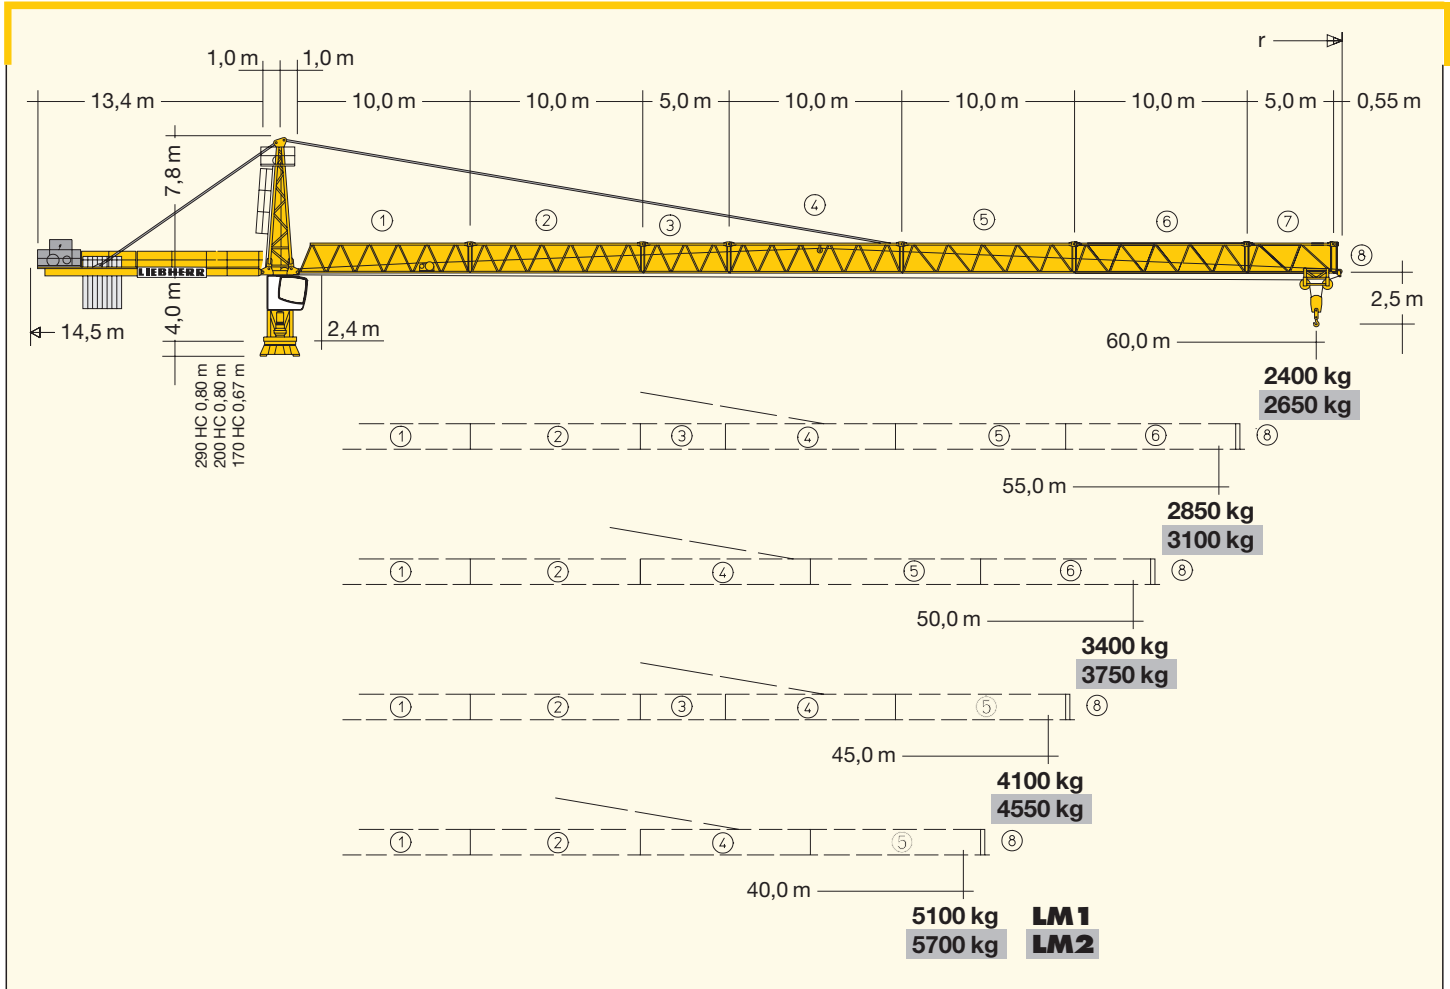 r
1,0 m 1,0 m
13,4 m 10,0 m 10,0 m 5,0 m 10,0 m 10,0 m 10,0 m 5,0 m 0,55 m
7,8 m
1 2 3 4 5 6 7
8
LIEBHERR
2,5 m
14,5 m
4,0 m
2,4 m
60,0 m
290 HC 0,80 m
200 HC 0,80 m
170 HC 0,67 m
2400 kg
2650 kg
1 2 3 4 5 6 8
55,0 m
2850 kg
3100 kg
1 2 4 5 6 8
50,0 m
3400 kg
3750 kg
1 2 3 4 5 8
45,0 m
4100 kg
4550 kg
1 2 4 5 8
40,0 m
5100 kg LM1
5700 kg LM2